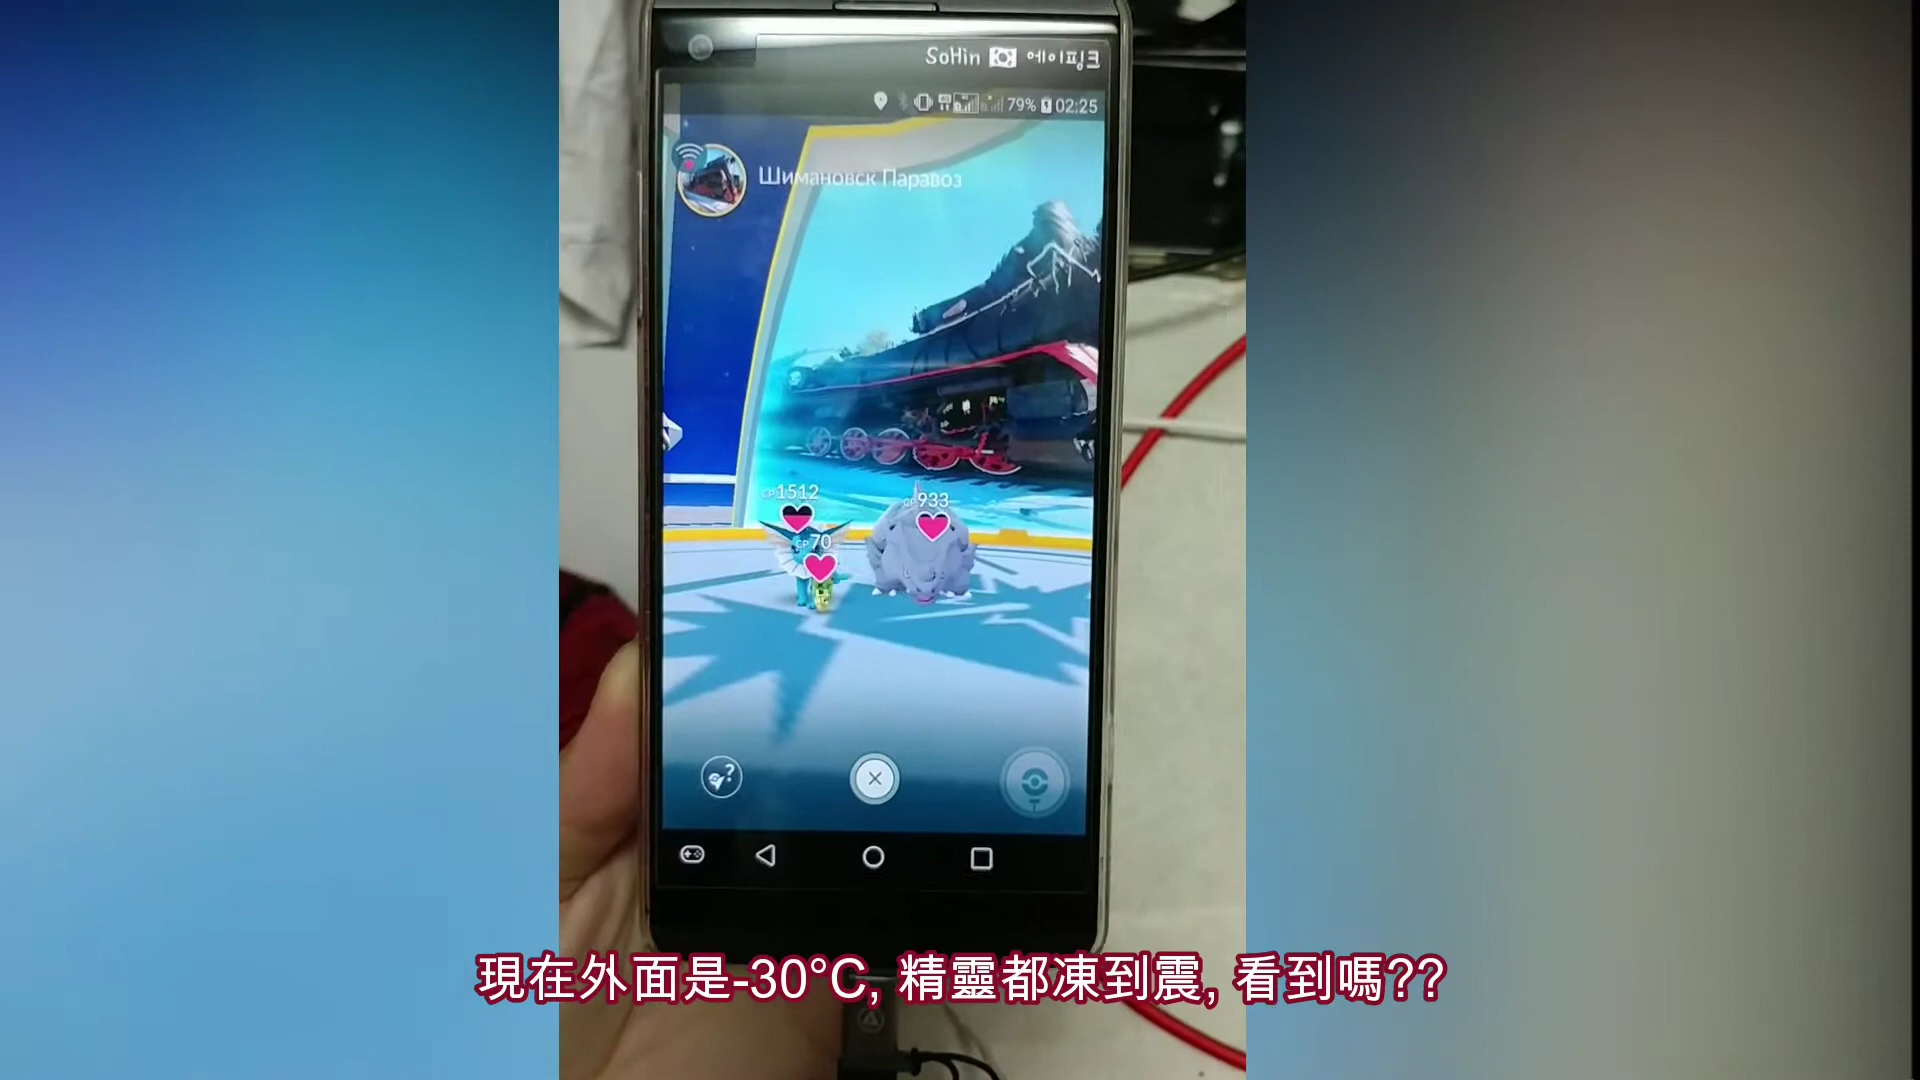 SoHin 에이핑크
79% 02:25
Шимановск Паравоз
CP1512
CP933
CP70
?
現在外面是-30°C, 精靈都凍到震, 看到嗎??